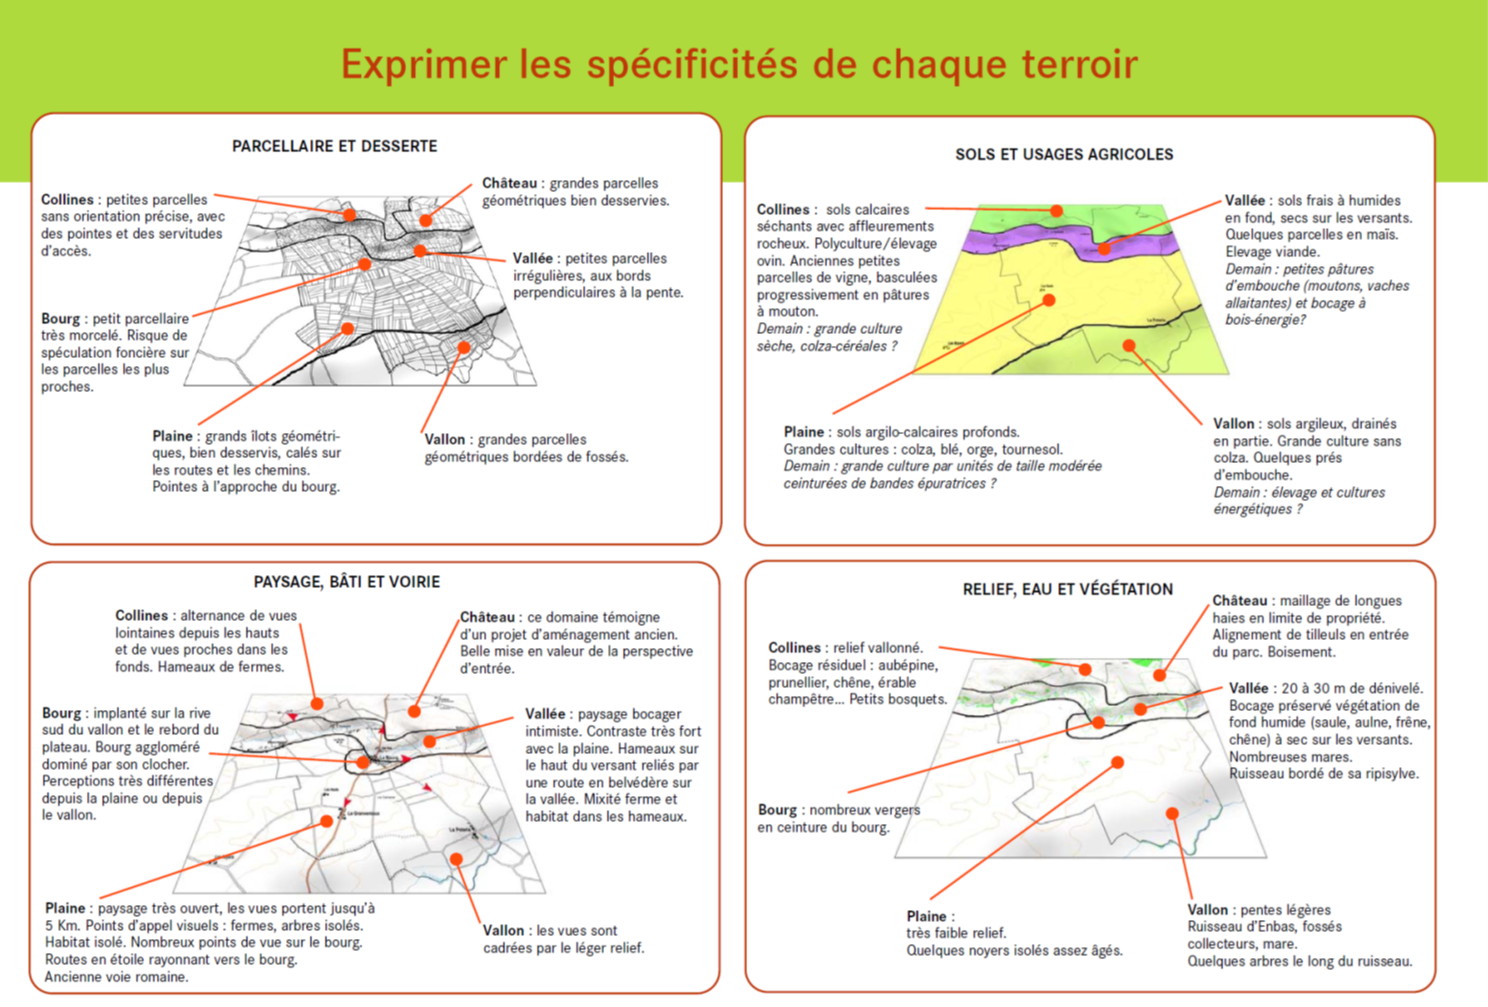 Exprimer les spécificités de chaque terroir
PARCELLAIRE ET DESSERTE
Collines : petites parcelles
sans orientation précise, avec
des pointes et des servitudes
d'accès.
Château : grandes parcelles
géométriques bien desservies.
Vallée : petites parcelles
irrégulières, aux bords
perpendiculaires à la pente.
Bourg : petit parcellaire
très morcelé. Risque de
spéculation foncière sur
les parcelles les plus
proches.
Plaine : grands îlots géométri-
ques, bien desservis, calés sur
les routes et les chemins.
Pointes à l'approche du bourg.
Vallon : grandes parcelles
géométriques bordées de fossés.
SOLS ET USAGES AGRICOLES
Collines : sols calcaires
séchants avec affleurements
rocheux. Polyculture/élevage
ovin. Anciennes petites
parcelles de vigne, basculées
progressivement en pâtures
à mouton.
Demain : grande culture
sèche, colza-céréales ?
Vallée : sols frais à humides
en fond, secs sur les versants.
Quelques parcelles en maïs.
Elevage viande.
Demain : petites pâtures
d'embouche (moutons, vaches
allaitantes) et bocage à
bois-énergie?
Plaine : sols argilo-calcaires profonds.
Grandes cultures : colza, blé, orge, tournesol.
Demain : grande culture par unités de taille modérée
ceinturées de bandes épuratrices ?
Vallon : sols argileux, drainés
en partie. Grande culture sans
colza. Quelques prés
d'embouche.
Demain : élevage et cultures
énergétiques ?
PAYSAGE, BÂTI ET VOIRIE
Collines : alternance de vues
lointaines depuis les hauts
et de vues proches dans les
fonds. Hameaux de fermes.
Château : ce domaine témoigne
d'un projet d'aménagement ancien.
Belle mise en valeur de la perspective
d'entrée.
Bourg : implanté sur la rive
sud du vallon et le rebord du
plateau. Bourg aggloméré
dominé par son clocher.
Perceptions très différentes
depuis la plaine ou depuis
le vallon.
Vallée : paysage bocager
intimiste. Contraste très fort
avec la plaine. Hameaux sur
le haut du versant reliés par
une route en belvédère sur
la vallée. Mixité ferme et
habitat dans les hameaux.
Plaine : paysage très ouvert, les vues portent jusqu'à
5 Km. Points d'appel visuels : fermes, arbres isolés.
Habitat isolé. Nombreux points de vue sur le bourg.
Routes en étoile rayonnant vers le bourg.
Ancienne voie romaine.
Vallon : les vues sont
cadrées par le léger relief.
RELIEF, EAU ET VÉGÉTATION
Collines : relief vallonné.
Bocage résiduel : aubépine,
prunellier, chêne, érable
champêtre... Petits bosquets.
Château : maillage de longues
haies en limite de propriété.
Alignement de tilleuls en entrée
du parc. Boisement.
Vallée : 20 à 30 m de dénivelé.
Bocage préservé végétation de
fond humide (saule, aulne, frêne,
chêne) à sec sur les versants.
Nombreuses mares.
Ruisseau bordé de sa ripisylve.
Bourg : nombreux vergers
en ceinture du bourg.
Plaine :
très faible relief.
Quelques noyers isolés assez âgés.
Vallon : pentes légères
Ruisseau d'Enbas, fossés
collecteurs, mare.
Quelques arbres le long du ruisseau.